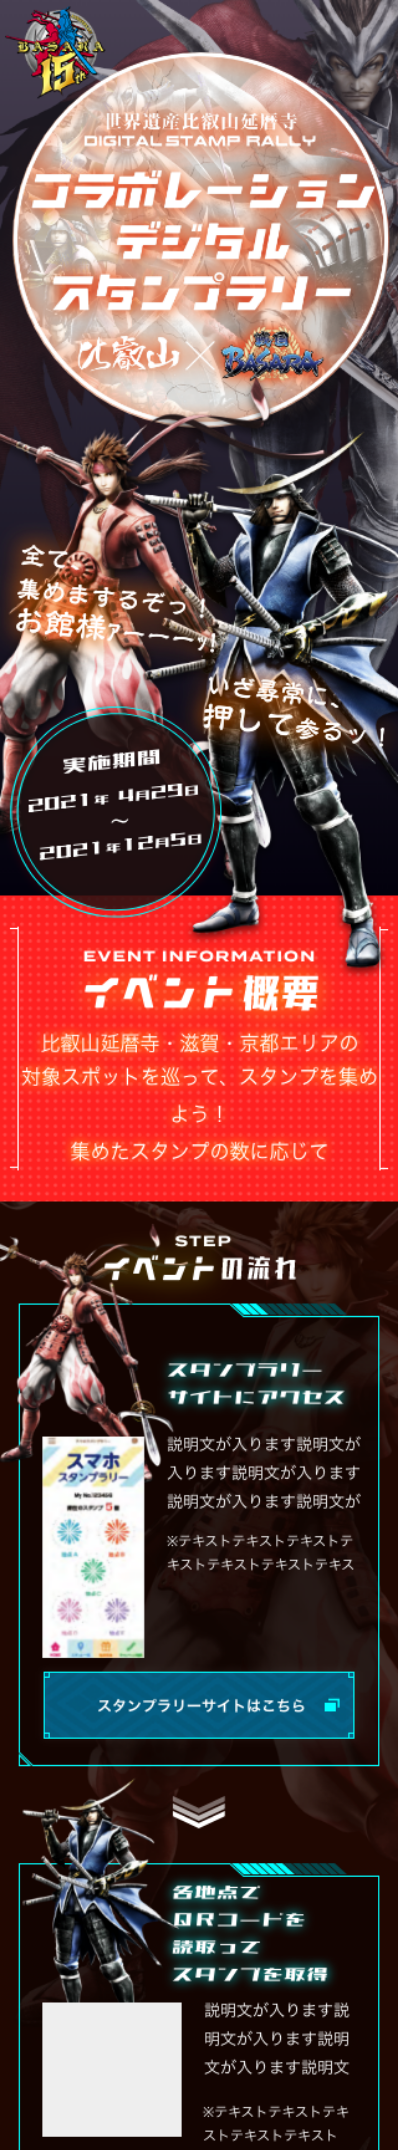 BASARA
15th
世界遺産比叡山延暦寺
DIGITAL STAMP RALLY
コラボレーション
デジタル
スタンプラリー
比叡山×戦国BASARA
全て
集めまするぞっ！
お館様ァーーーッ!
いざ尋常に、
押して参るッ！
実施期間
2021年 4月29日
～
2021年12月5日
EVENT INFORMATION
イベント概要
比叡山延暦寺・滋賀・京都エリアの
対象スポットを巡って、スタンプを集め
よう！
集めたスタンプの数に応じて
STEP
イベントの流れ
スタンプラリー
サイトにアクセス
説明文が入ります説明文が
入ります説明文が入ります
説明文が入ります説明文が
※テキストテキストテキストテ
キストテキストテキストテキス
スマホ
スタンプラリー
My No.123456
スタンプラリーサイトはこちら
各地点で
QRコードを
読取って
スタンプを取得
説明文が入ります説
明文が入ります説明
文が入ります説明文
※テキストテキストテキ
ストテキストテキスト